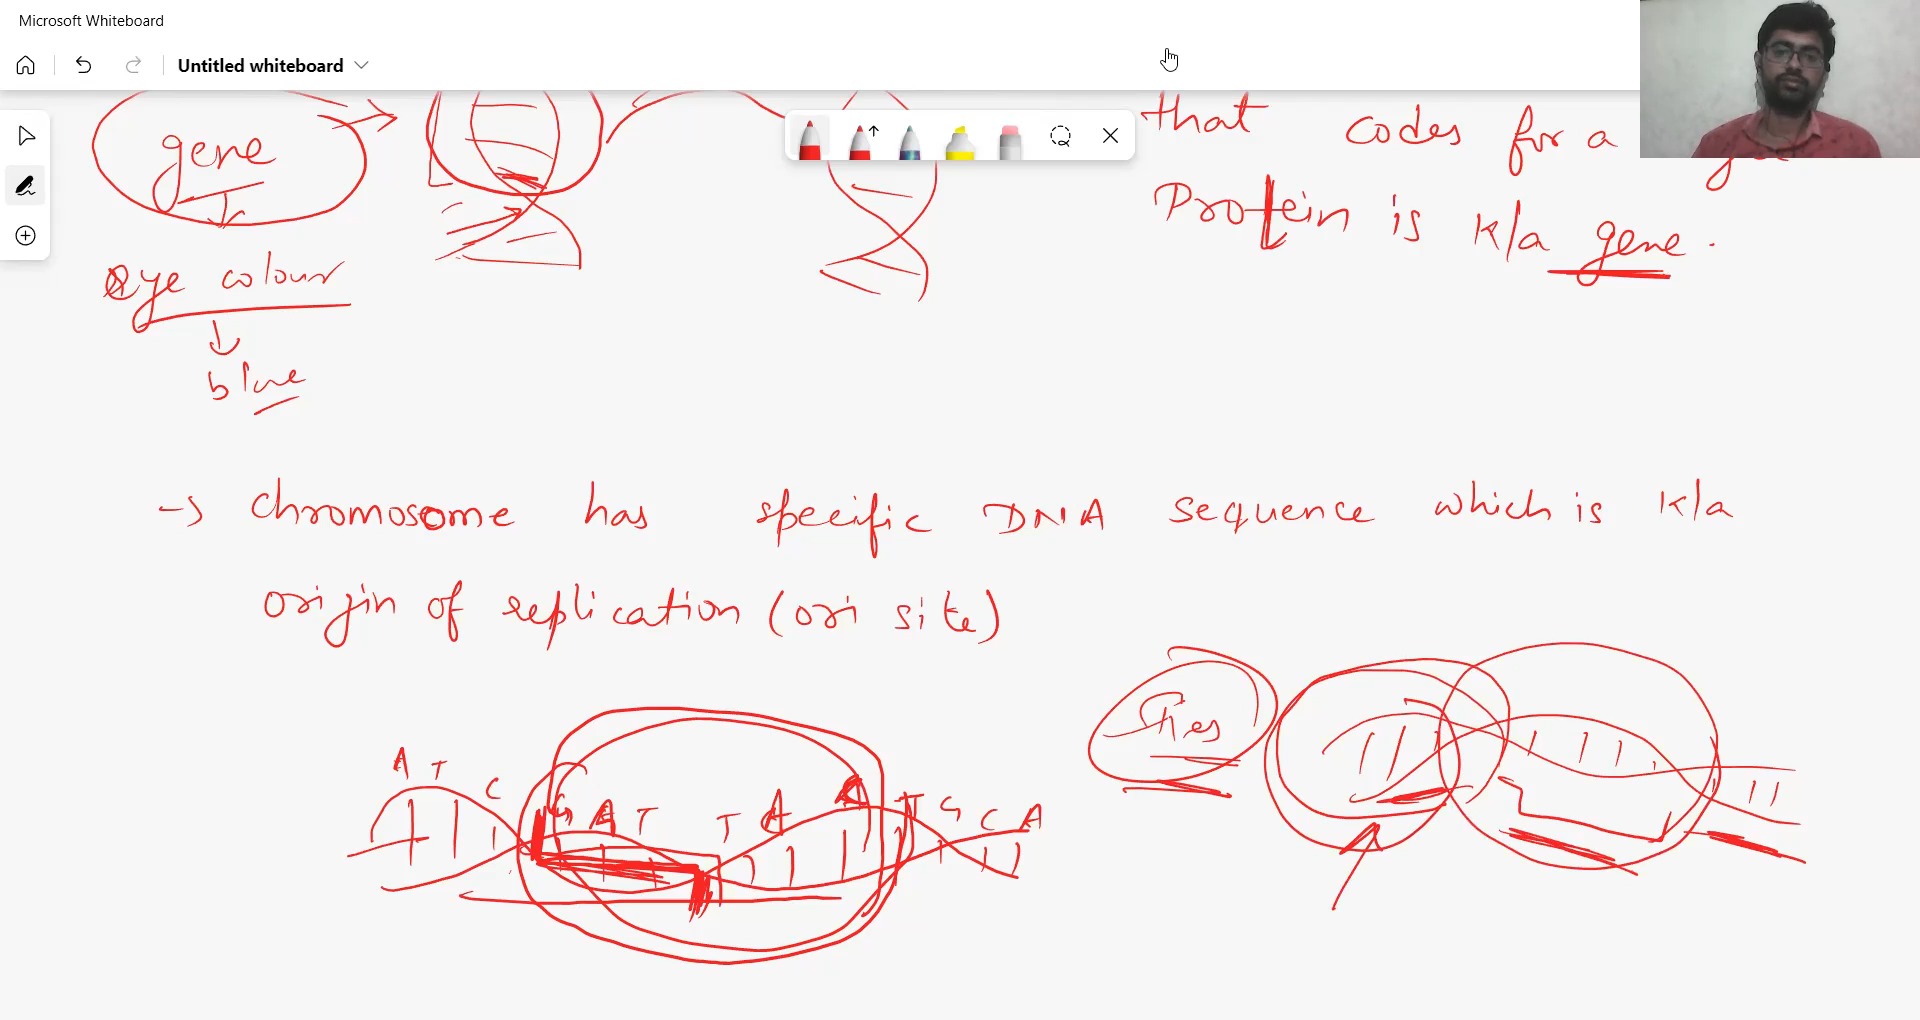 Microsoft Whiteboard
Untitled whiteboard
gene
that codes for a
Protein is k/a gene.
eye colour
blue
→ chromosome has specific DNA sequence which is k/a
origin of replication (ori site)
A T C G A T T A A T G C A